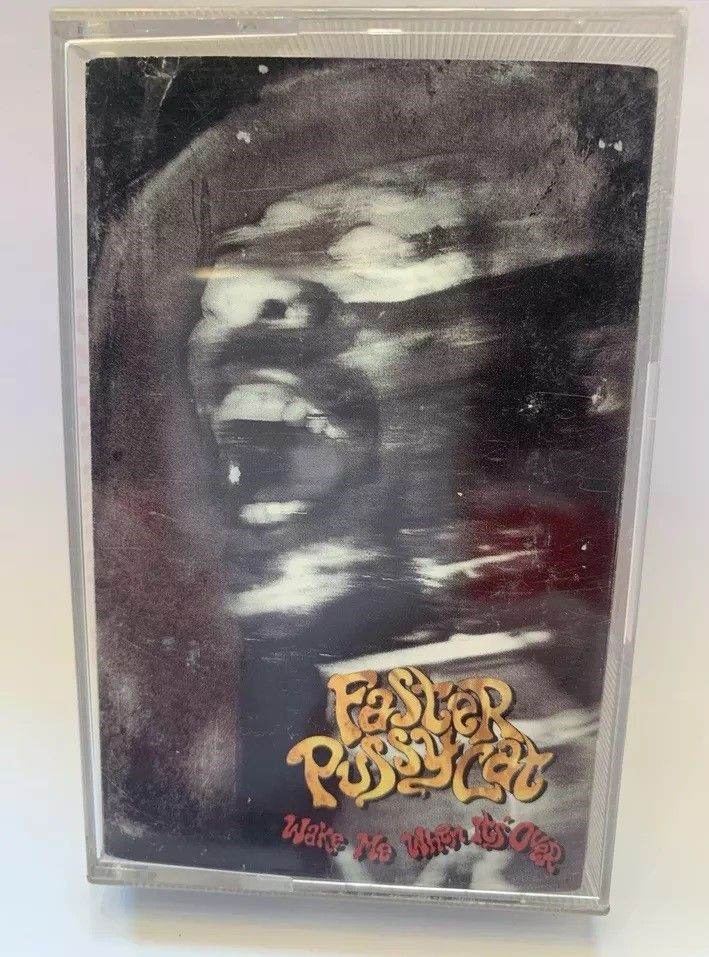 Faster
Pussycat
Wake Me When It's Over